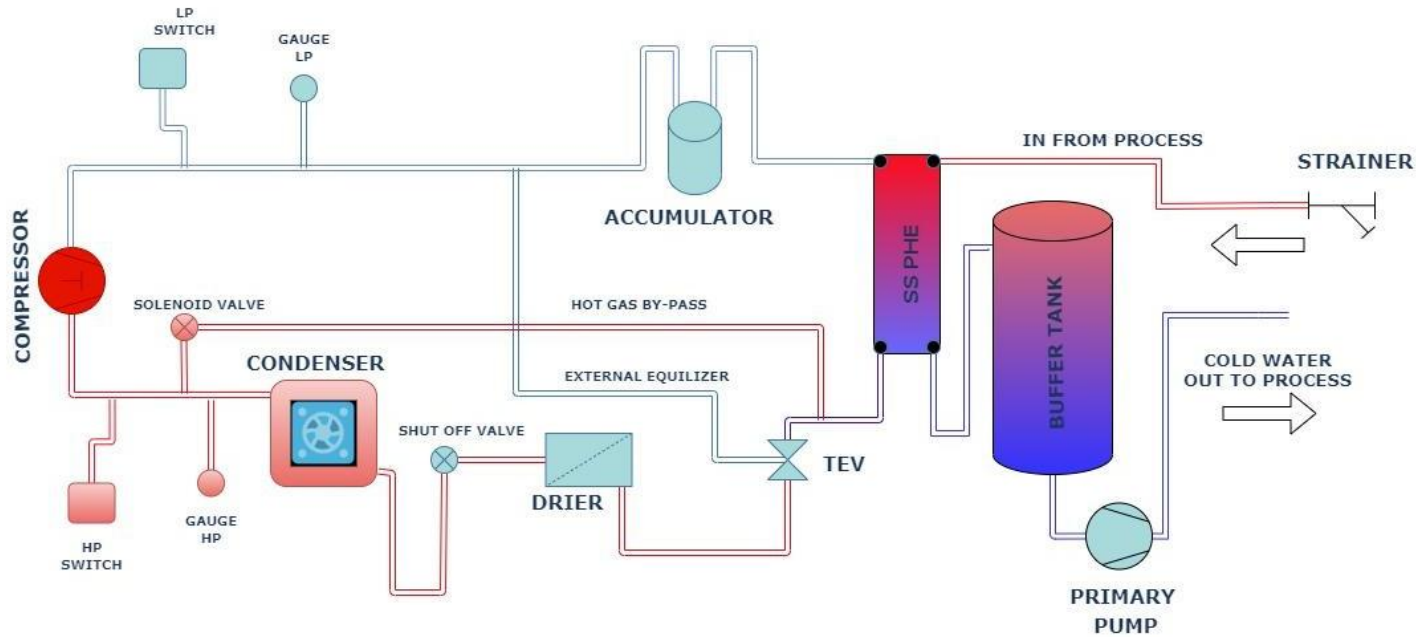 LP
SWITCH
GAUGE
LP
IN FROM PROCESS
STRAINER
ACCUMULATOR
COMPRESSOR
SS PHE
BUFFER TANK
SOLENOID VALVE
HOT GAS BY-PASS
CONDENSER
EXTERNAL EQUILIZER
COLD WATER
OUT TO PROCESS
SHUT OFF VALVE
TEV
DRIER
GAUGE
HP
HP
SWITCH
PRIMARY
PUMP